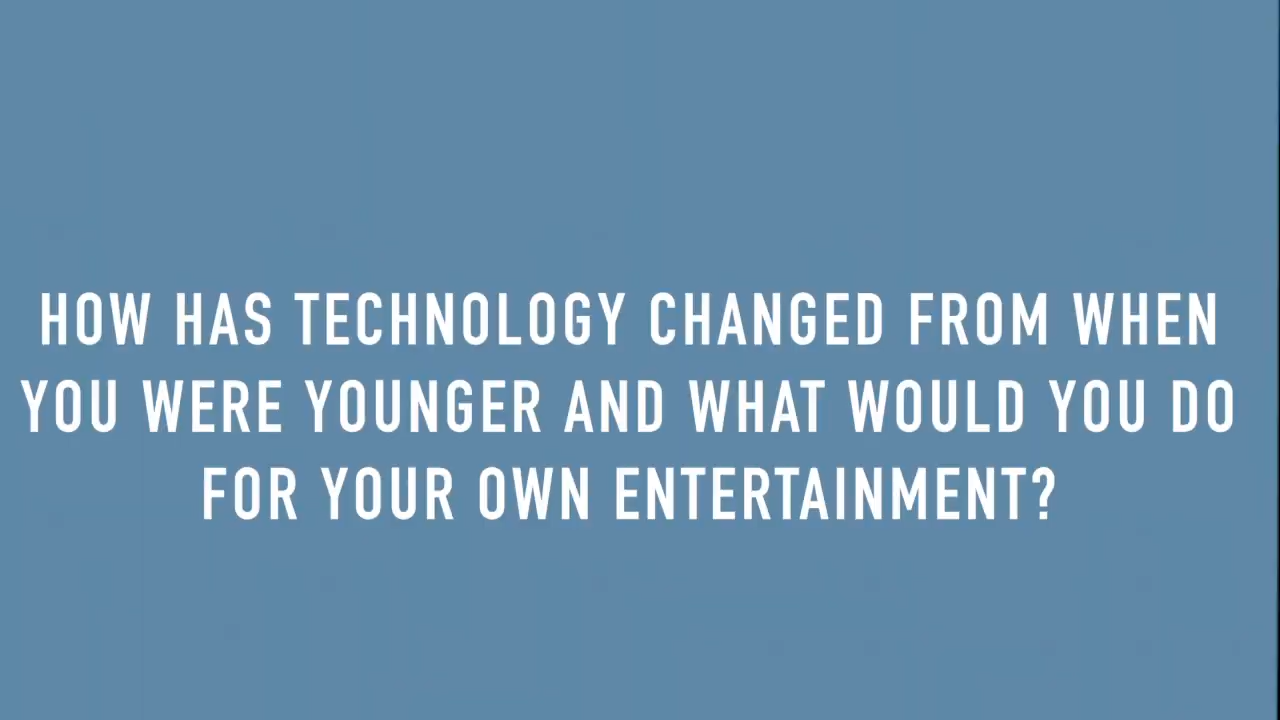 HOW HAS TECHNOLOGY CHANGED FROM WHEN
YOU WERE YOUNGER AND WHAT WOULD YOU DO
FOR YOUR OWN ENTERTAINMENT?